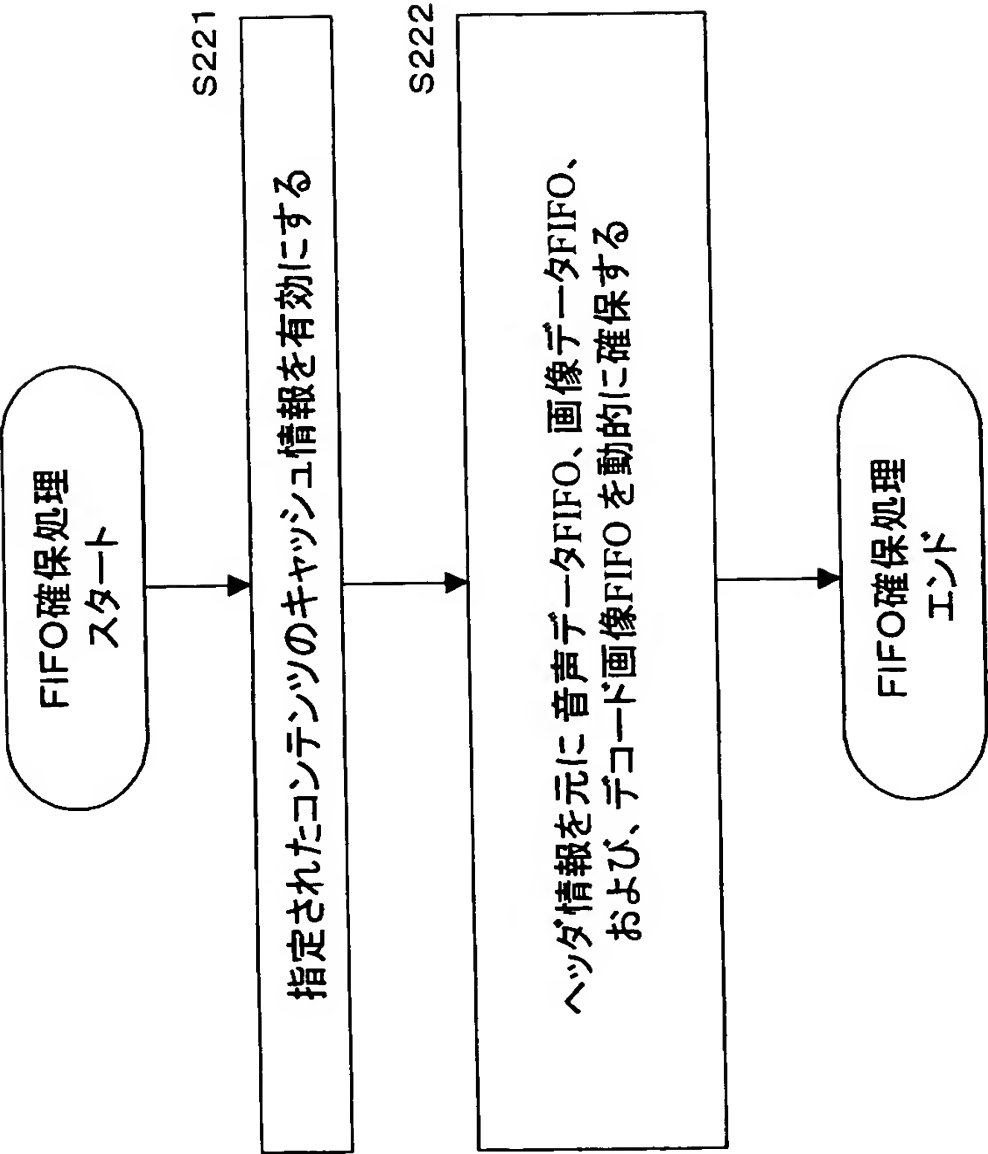 FIFO確保処理
スタート
S221
指定されたコンテンツのキャッシュ情報を有効にする
S222
ヘッダ情報を元に音声データFIFO、画像データFIFO、
および、デコード画像FIFOを動的に確保する
FIFO確保処理
エンド